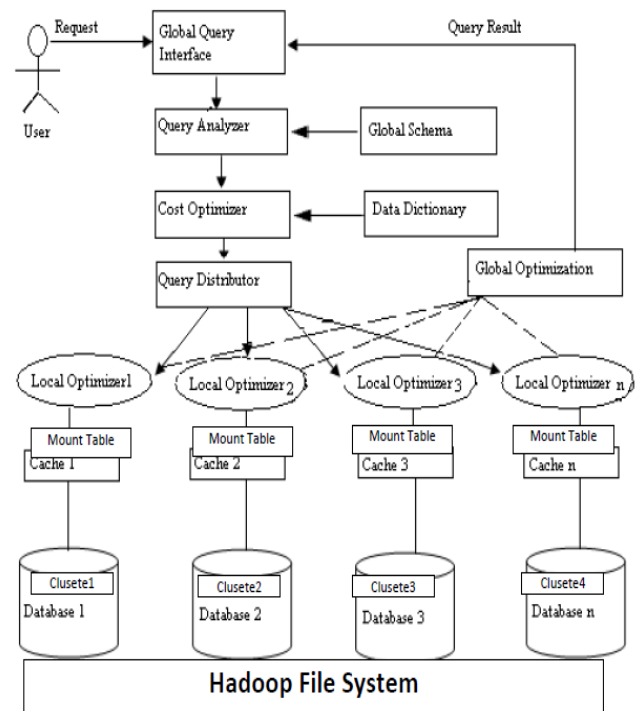 Request
Global Query
Interface
Query Result
User
Query Analyzer
Global Schema
Cost Optimizer
Data Dictionary
Query Distributor
Global Optimization
Local Optimizer1
Local Optimizer 2
Local Optimizer 3
Local Optimizer n
Mount Table
Mount Table
Mount Table
Mount Table
Cache 1
Cache 2
Cache 3
Cache n
Clusete1
Clusete2
Clusete3
Clusete4
Database 1
Database 2
Database 3
Database n
Hadoop File System